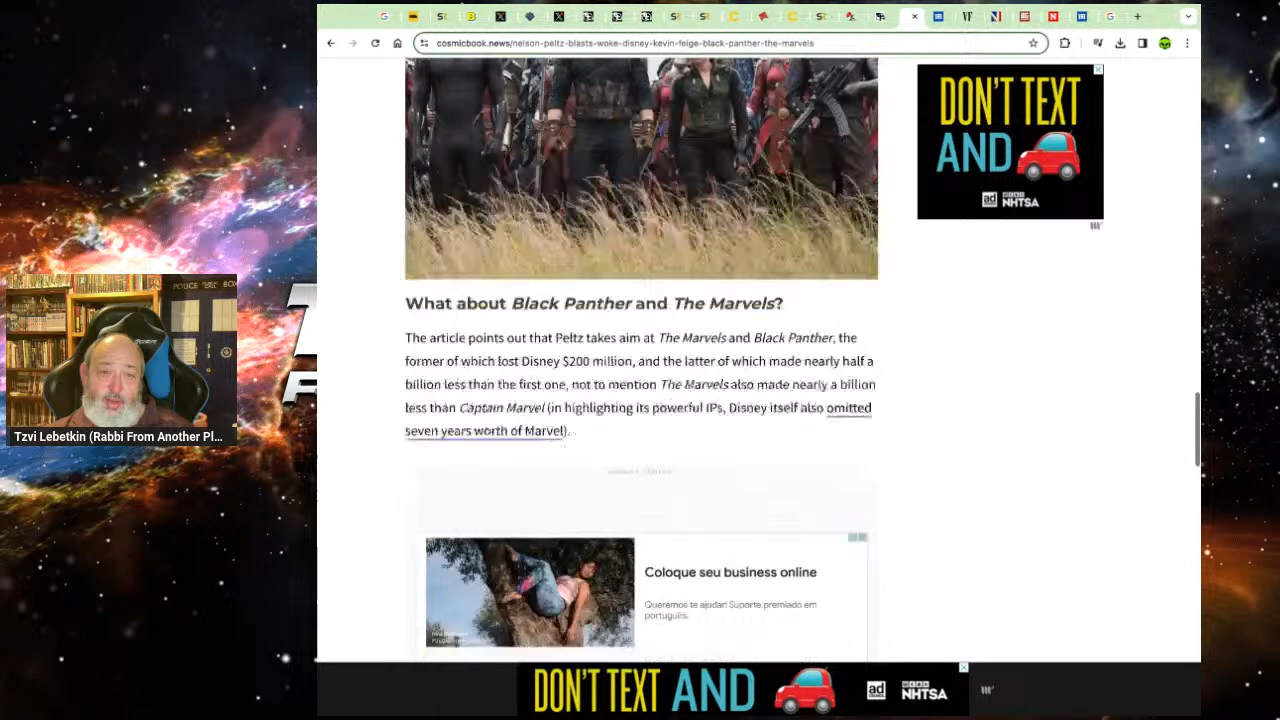 cosmicbook.news/nelson-peltz-blasts-woke-disney-kevin-feige-black-panther-the-marvels
DON'T TEXT
AND
ad
NHTSA
What about Black Panther and The Marvels?
The article points out that Peltz takes aim at The Marvels and Black Panther, the
former of which lost Disney $200 million, and the latter of which made nearly half a
billion less than the first one, not to mention The Marvels also made nearly a billion
less than Captain Marvel (in highlighting its powerful IPs, Disney itself also omitted
seven years worth of Marvel).
POLICE
BOX
Tzvi Lebetkin (Rabbi From Another Pl...
Coloque seu business online
Queremos te ajudar! Suporte premiado em
português.
DON'T TEXT AND
ad
NHTSA